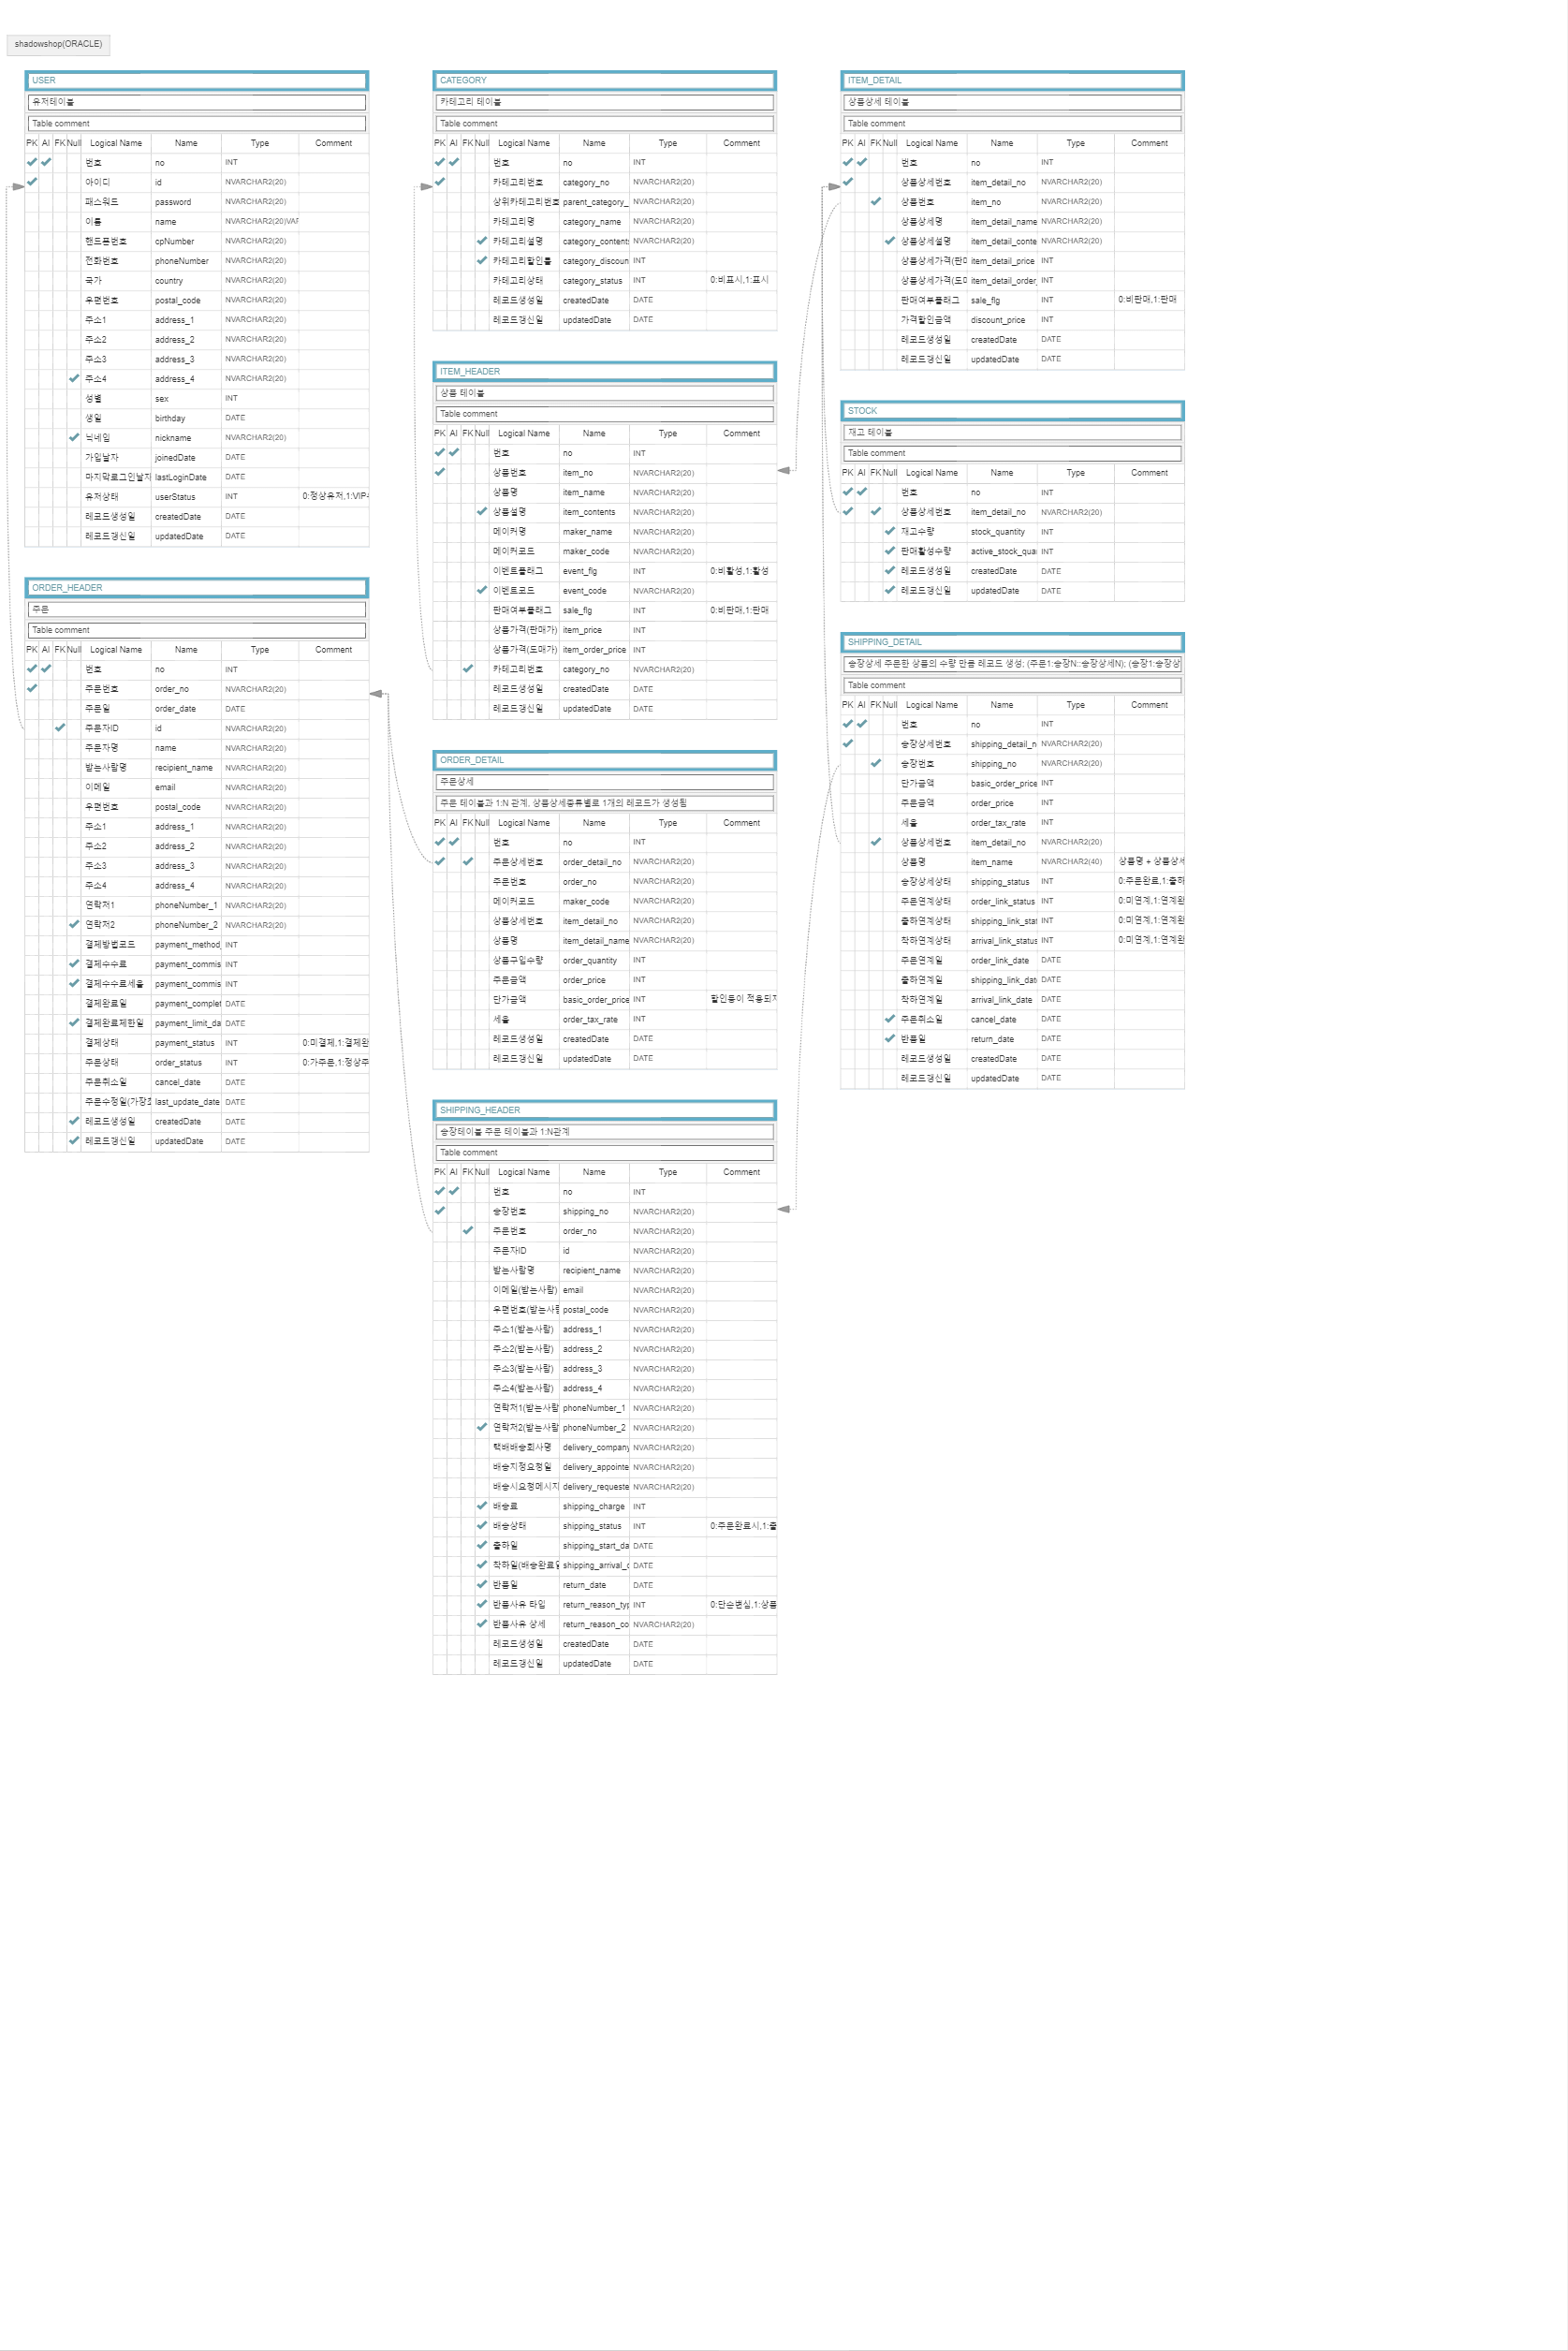 shadowshop(ORACLE)
USER
유저테이블
Table comment
PK AI FK Null Logical Name Name Type Comment
번호 no INT
아이디 id NVARCHAR2(20)
패스워드 password NVARCHAR2(20)
이름 name NVARCHAR2(20)VAF
핸드폰번호 cpNumber NVARCHAR2(20)
전화번호 phoneNumber NVARCHAR2(20)
국가 country NVARCHAR2(20)
우편번호 postal_code NVARCHAR2(20)
주소1 address_1 NVARCHAR2(20)
주소2 address_2 NVARCHAR2(20)
주소3 address_3 NVARCHAR2(20)
주소4 address_4 NVARCHAR2(20)
성별 sex INT
생일 birthday DATE
닉네임 nickname NVARCHAR2(20)
가입날자 joinedDate DATE
마지막로그인날자 lastLoginDate DATE
유저상태 userStatus INT 0:정상유저,1:VIP
레코드생성일 createdDate DATE
레코드갱신일 updatedDate DATE
ORDER_HEADER
주문
Table comment
PK AI FK Null Logical Name Name Type Comment
번호 no INT
주문번호 order_no NVARCHAR2(20)
주문일 order_date DATE
주문자ID id NVARCHAR2(20)
주문자명 name NVARCHAR2(20)
받는사람명 recipient_name NVARCHAR2(20)
이메일 email NVARCHAR2(20)
우편번호 postal_code NVARCHAR2(20)
주소1 address_1 NVARCHAR2(20)
주소2 address_2 NVARCHAR2(20)
주소3 address_3 NVARCHAR2(20)
주소4 address_4 NVARCHAR2(20)
연락처1 phoneNumber_1 NVARCHAR2(20)
연락처2 phoneNumber_2 NVARCHAR2(20)
결제방법코드 payment_method_ INT
결제수수료 payment_commis INT
결제수수료세율 payment_commis INT
결제완료일 payment_complet DATE
결제완료제한일 payment_limit_da DATE
결제상태 payment_status INT 0:미결제,1:결제완
주문상태 order_status INT 0:가주문,1:정상주
주문취소일 cancel_date DATE
주문수정일(가장최 last_update_date DATE
레코드생성일 createdDate DATE
레코드갱신일 updatedDate DATE
CATEGORY
카테고리 테이블
Table comment
PK AI FK Null Logical Name Name Type Comment
번호 no INT
카테고리번호 category_no NVARCHAR2(20)
상위카테고리번호 parent_category_ NVARCHAR2(20)
카테고리명 category_name NVARCHAR2(20)
카테고리설명 category_contents NVARCHAR2(20)
카테고리할인률 category_discoun INT
카테고리상태 category_status INT 0:비표시,1:표시
레코드생성일 createdDate DATE
레코드갱신일 updatedDate DATE
ITEM_HEADER
상품 테이블
Table comment
PK AI FK Null Logical Name Name Type Comment
번호 no INT
상품번호 item_no NVARCHAR2(20)
상품명 item_name NVARCHAR2(20)
상품설명 item_contents NVARCHAR2(20)
메이커명 maker_name NVARCHAR2(20)
메이커코드 maker_code NVARCHAR2(20)
이벤트플래그 event_flg INT 0:비활성,1:활성
이벤트코드 event_code NVARCHAR2(20)
판매여부플래그 sale_flg INT 0:비판매,1:판매
상품가격(판매가) item_price INT
상품가격(도매가) item_order_price INT
카테고리번호 category_no NVARCHAR2(20)
레코드생성일 createdDate DATE
레코드갱신일 updatedDate DATE
ORDER_DETAIL
주문상세
주문 테이블과 1:N 관계, 상품상세종류별로 1개의 레코드가 생성됨
PK AI FK Null Logical Name Name Type Comment
번호 no INT
주문상세번호 order_detail_no NVARCHAR2(20)
주문번호 order_no NVARCHAR2(20)
메이커코드 maker_code NVARCHAR2(20)
상품상세번호 item_detail_no NVARCHAR2(20)
상품명 item_detail_name NVARCHAR2(20)
상품구입수량 order_quantity INT
주문금액 order_price INT
단가금액 basic_order_price INT 할인등이 적용되지
세율 order_tax_rate INT
레코드생성일 createdDate DATE
레코드갱신일 updatedDate DATE
SHIPPING_HEADER
송장테이블 주문 테이블과 1:N관계
Table comment
PK AI FK Null Logical Name Name Type Comment
번호 no INT
송장번호 shipping_no NVARCHAR2(20)
주문번호 order_no NVARCHAR2(20)
주문자ID id NVARCHAR2(20)
받는사람명 recipient_name NVARCHAR2(20)
이메일(받는사람) email NVARCHAR2(20)
우편번호(받는사람 postal_code NVARCHAR2(20)
주소1(받는사람) address_1 NVARCHAR2(20)
주소2(받는사람) address_2 NVARCHAR2(20)
주소3(받는사람) address_3 NVARCHAR2(20)
주소4(받는사람) address_4 NVARCHAR2(20)
연락처1(받는사람 phoneNumber_1 NVARCHAR2(20)
연락처2(받는사람 phoneNumber_2 NVARCHAR2(20)
택배배송회사명 delivery_company NVARCHAR2(20)
배송지정요청일 delivery_appointe NVARCHAR2(20)
배송시요청메시지 delivery_requeste NVARCHAR2(20)
배송료 shipping_charge INT
배송상태 shipping_status INT 0:주문완료시,1:출
출하일 shipping_start_da DATE
착하일(배송완료일 shipping_arrival_d DATE
반품일 return_date DATE
반품사유 타입 return_reason_typ INT 0:단순변심,1:상품
반품사유 상세 return_reason_co NVARCHAR2(20)
레코드생성일 createdDate DATE
레코드갱신일 updatedDate DATE
ITEM_DETAIL
상품상세 테이블
Table comment
PK AI FK Null Logical Name Name Type Comment
번호 no INT
상품상세번호 item_detail_no NVARCHAR2(20)
상품번호 item_no NVARCHAR2(20)
상품상세명 item_detail_name NVARCHAR2(20)
상품상세설명 item_detail_conte NVARCHAR2(20)
상품상세가격(판매 item_detail_price INT
상품상세가격(도매 item_detail_order_ INT
판매여부플래그 sale_flg INT 0:비판매,1:판매
가격할인금액 discount_price INT
레코드생성일 createdDate DATE
레코드갱신일 updatedDate DATE
STOCK
재고 테이블
Table comment
PK AI FK Null Logical Name Name Type Comment
번호 no INT
상품상세번호 item_detail_no NVARCHAR2(20)
재고수량 stock_quantity INT
판매활성수량 active_stock_qua INT
레코드생성일 createdDate DATE
레코드갱신일 updatedDate DATE
SHIPPING_DETAIL
송장상세 주문한 상품의 수량 만큼 레코드 생성; (주문1:송장N::송장상세N); (송장1:송장상
Table comment
PK AI FK Null Logical Name Name Type Comment
번호 no INT
송장상세번호 shipping_detail_n NVARCHAR2(20)
송장번호 shipping_no NVARCHAR2(20)
단가금액 basic_order_price INT
주문금액 order_price INT
세율 order_tax_rate INT
상품상세번호 item_detail_no NVARCHAR2(20)
상품명 item_name NVARCHAR2(40) 상품명 + 상품상세
송장상세상태 shipping_status INT 0:주문완료,1:출하
주문연계상태 order_link_status INT 0:미연계,1:연계완
출하연계상태 shipping_link_stat INT 0:미연계,1:연계완
착하연계상태 arrival_link_status INT 0:미연계,1:연계완
주문연계일 order_link_date DATE
출하연계일 shipping_link_dat DATE
착하연계일 arrival_link_date DATE
주문취소일 cancel_date DATE
반품일 return_date DATE
레코드생성일 createdDate DATE
레코드갱신일 updatedDate DATE